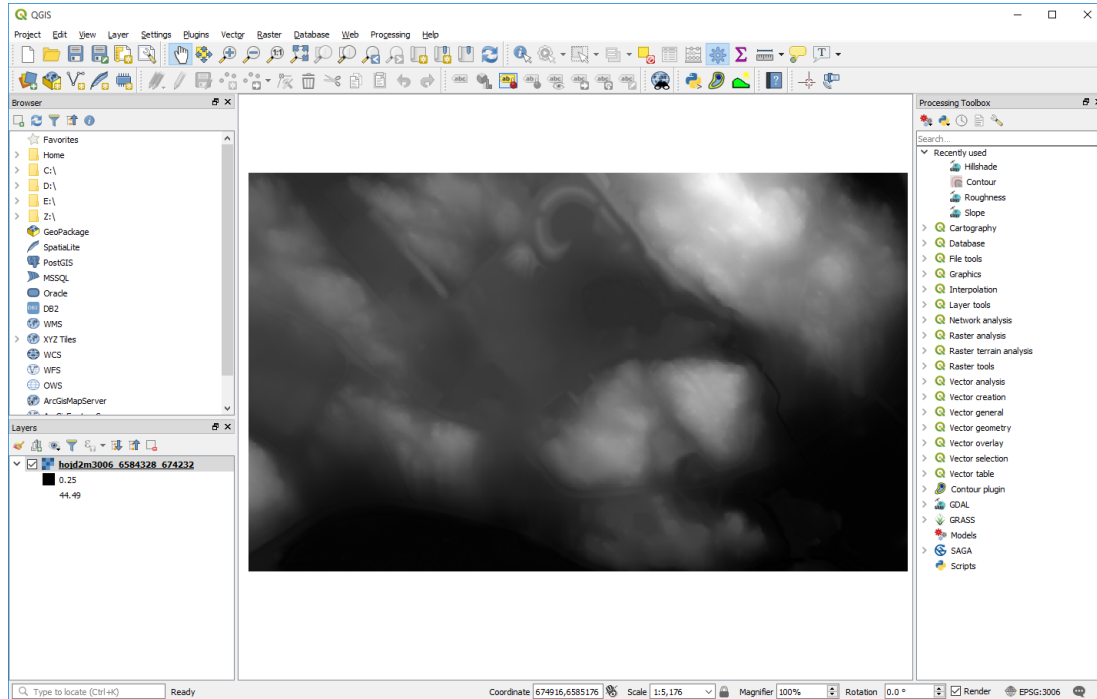 QGIS
Project Edit View Layer Settings Plugins Vector Raster Database Web Processing Help
Browser
Favorites
Home
C:\
D:\
E:\
Z:\
GeoPackage
SpatiaLite
PostGIS
MSSQL
Oracle
DB2
WMS
XYZ Tiles
WCS
WFS
OWS
ArcGisMapServer
Layers
hojd2m3006_6584328_674232
0.25
44.49
Processing Toolbox
Search...
Recently used
Hillshade
Contour
Roughness
Slope
Cartography
Database
File tools
Graphics
Interpolation
Layer tools
Network analysis
Raster analysis
Raster terrain analysis
Raster tools
Vector analysis
Vector creation
Vector general
Vector geometry
Vector overlay
Vector selection
Vector table
Contour plugin
GDAL
GRASS
Models
SAGA
Scripts
Type to locate (Ctrl+K) Ready Coordinate 674916,6585176 Scale 1:5,176 Magnifier 100% Rotation 0.0 ° Render EPSG:3006